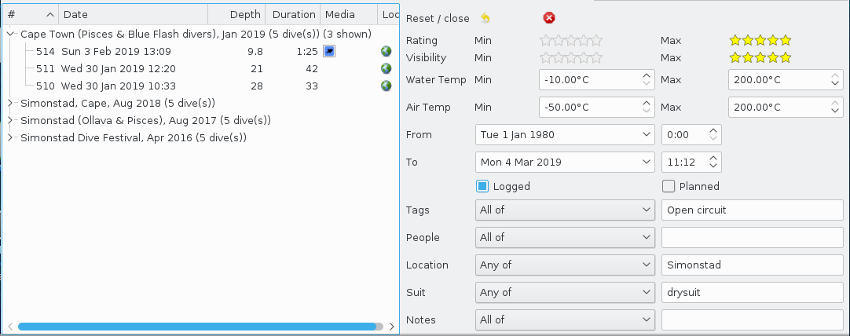 # Date Depth Duration Media Loc
Cape Town (Pisces & Blue Flash divers), Jan 2019 (5 dive(s)) (3 shown)
514 Sun 3 Feb 2019 13:09 9.8 1:25
511 Wed 30 Jan 2019 12:20 21 42
510 Wed 30 Jan 2019 10:33 28 33
Simonstad, Cape, Aug 2018 (5 dive(s))
Simonstad (Ollava & Pisces), Aug 2017 (5 dive(s))
Simonstad Dive Festival, Apr 2016 (5 dive(s))
Reset / close
Rating Min Max
Visibility Min Max
Water Temp Min -10.00°C Max 200.00°C
Air Temp Min -50.00°C Max 200.00°C
From Tue 1 Jan 1980 0:00
To Mon 4 Mar 2019 11:12
Logged Planned
Tags All of Open circuit
People All of
Location Any of Simonstad
Suit Any of drysuit
Notes All of